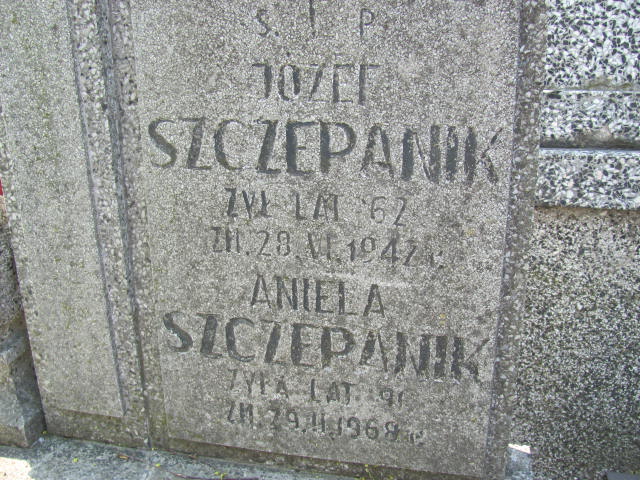 Ś. † P.
JÓZEF
SZCZEPANIK
ŻYŁ LAT 62
ZM. 28.VI.1942 r.
ANIELA
SZCZEPANIK
ŻYŁA LAT 91
ZM. 29.II.1968 r.